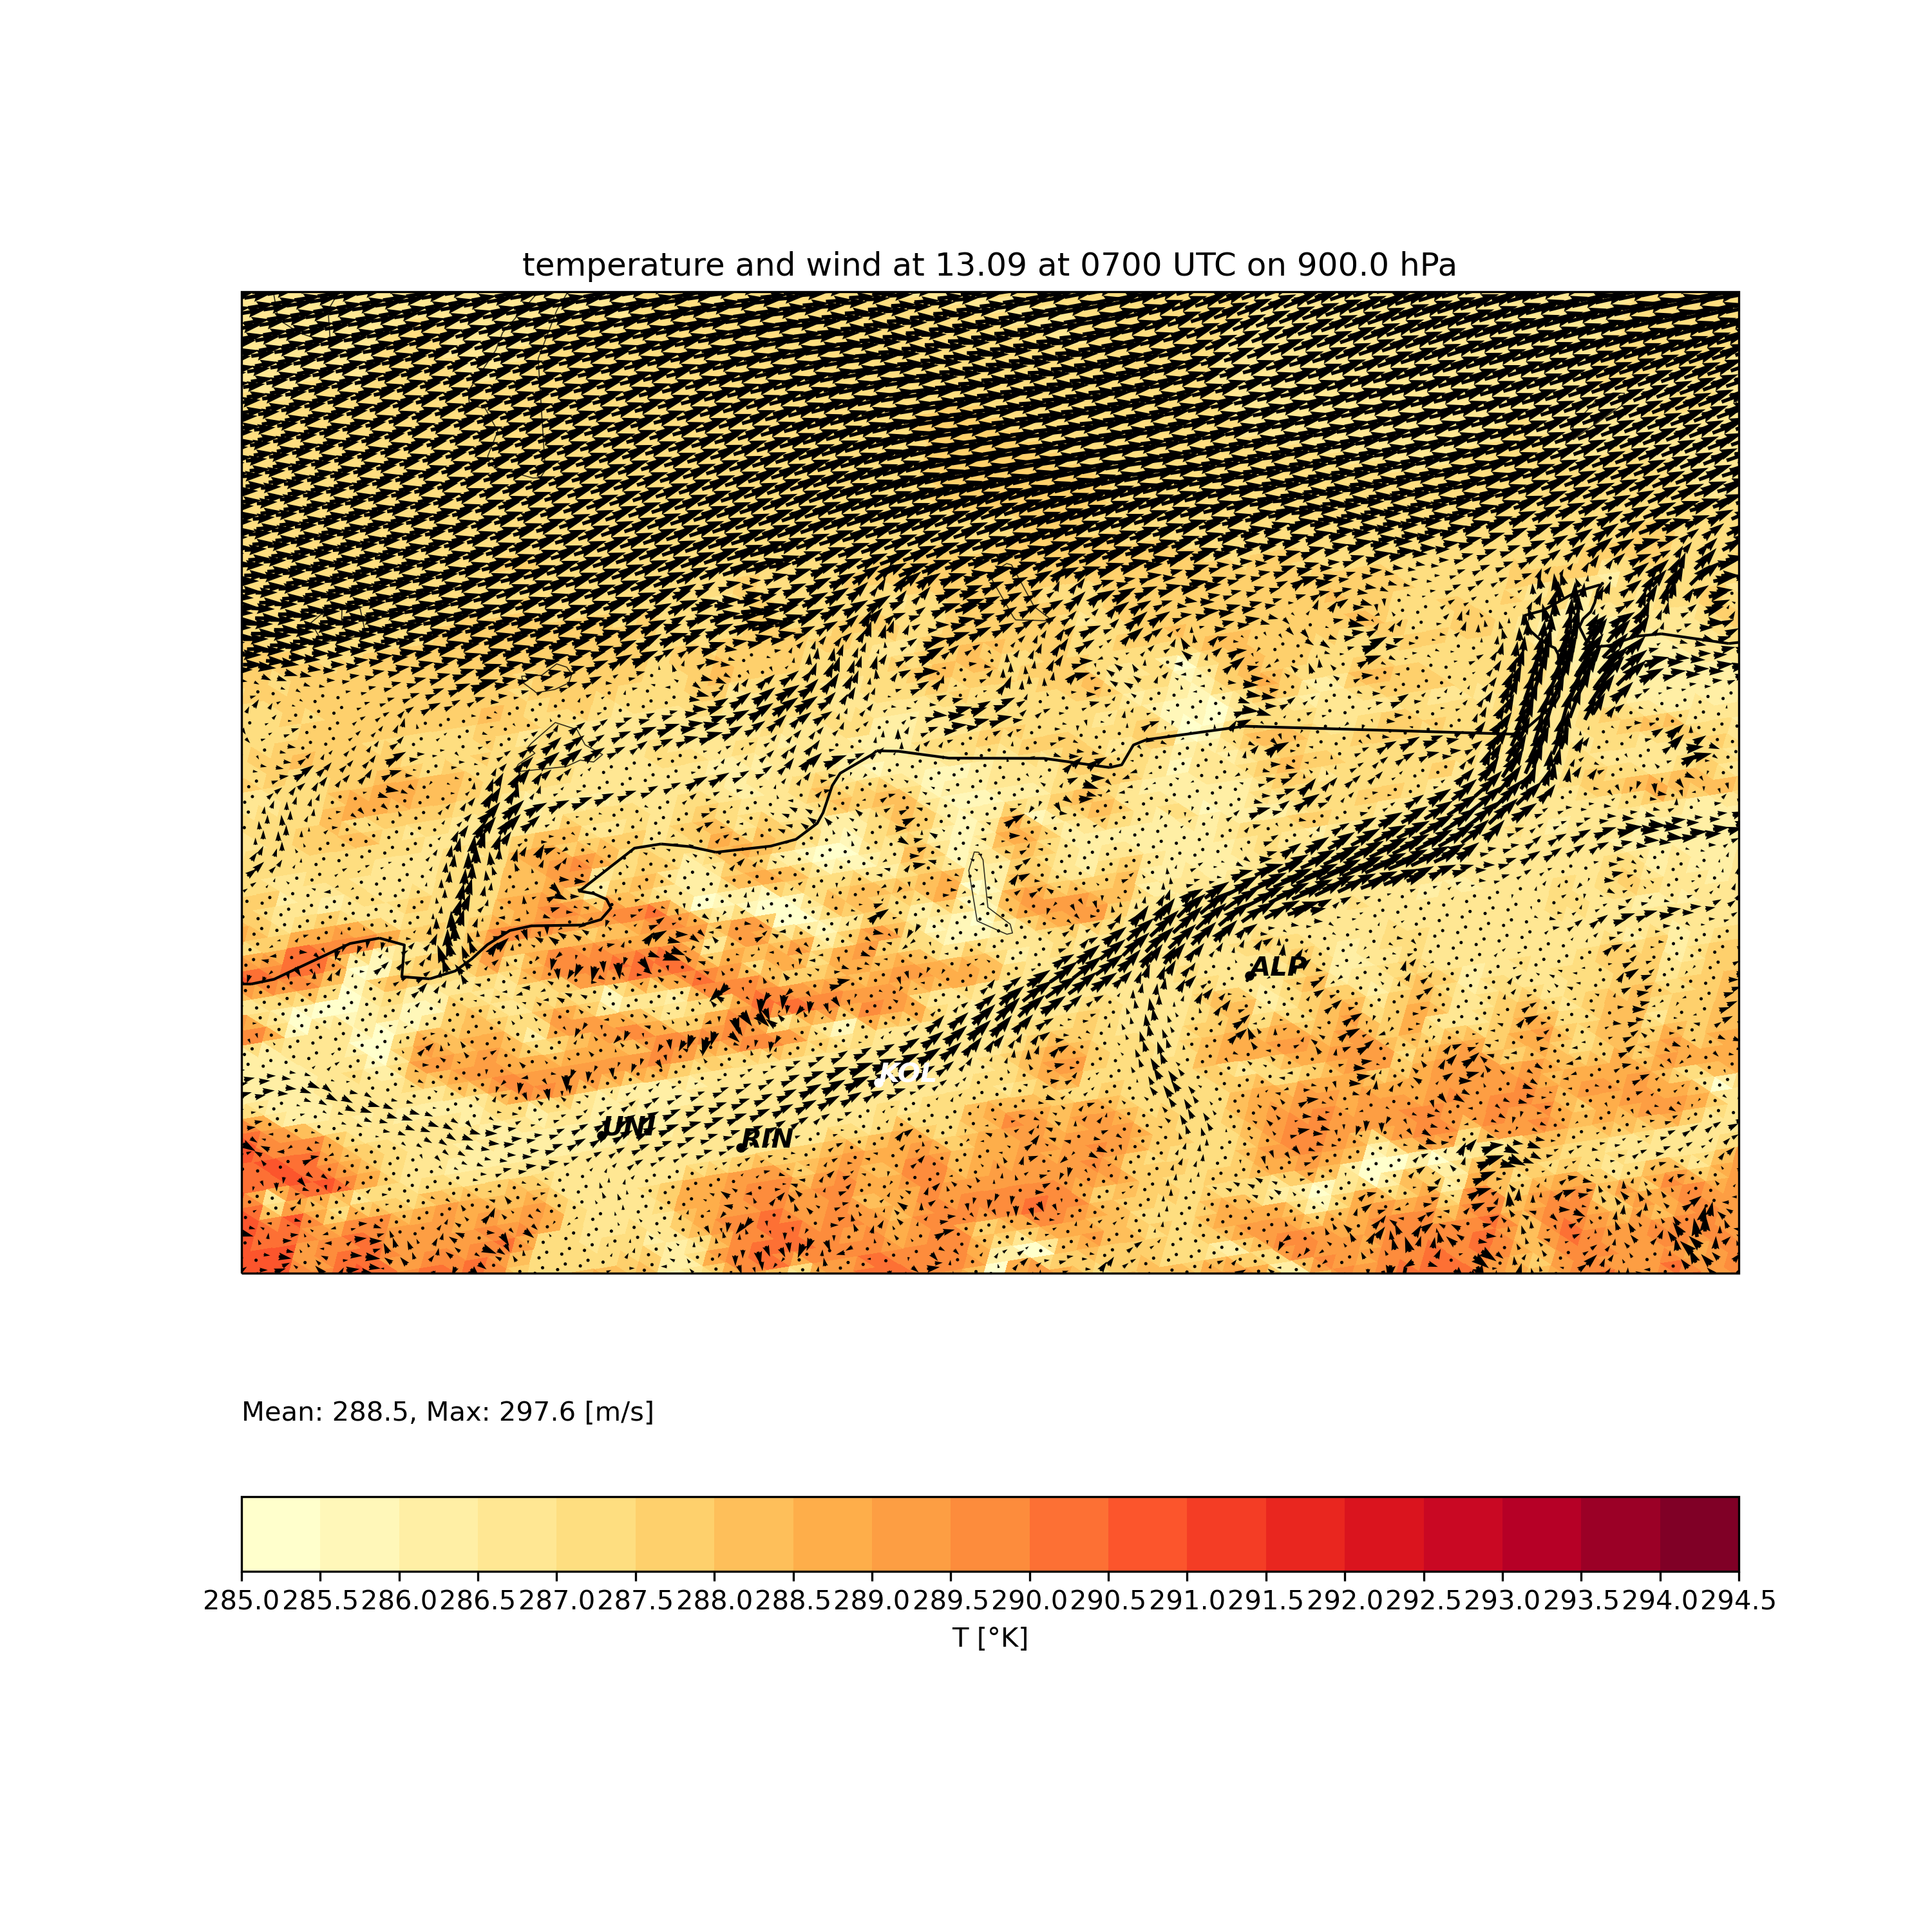 temperature and wind at 13.09 at 0700 UTC on 900.0 hPa
ALP
KOL
UNI
RIN
Mean: 288.5, Max: 297.6 [m/s]
285.0 285.5 286.0 286.5 287.0 287.5 288.0 288.5 289.0 289.5 290.0 290.5 291.0 291.5 292.0 292.5 293.0 293.5 294.0 294.5
T [°K]